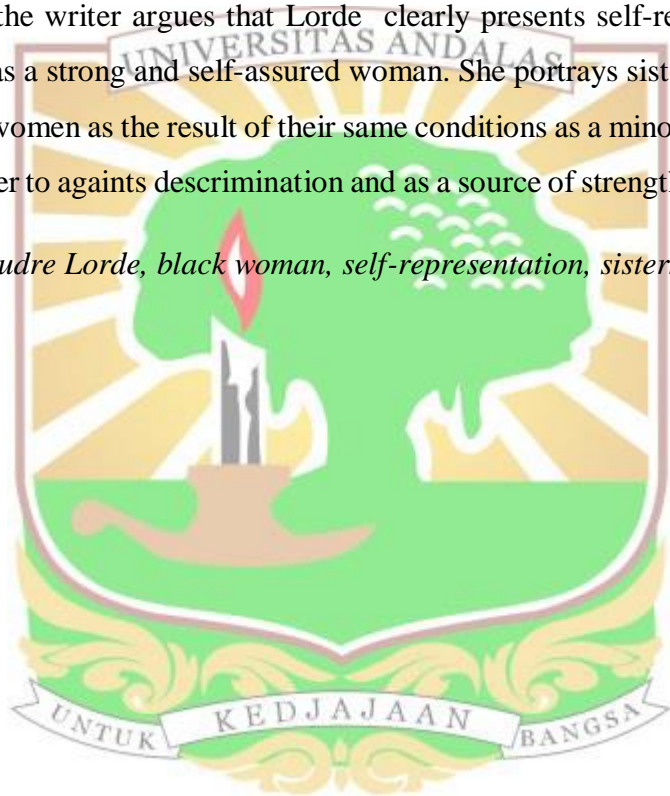 the writer argues that Lorde clearly presents self-re
UNIVERSITAS ANDALAS
as a strong and self-assured woman. She portrays sist
women as the result of their same conditions as a mino
er to againts descrimination and as a source of strength
udre Lorde, black woman, self-representation, sister
UNTUK KEDJAJAAN BANGSA